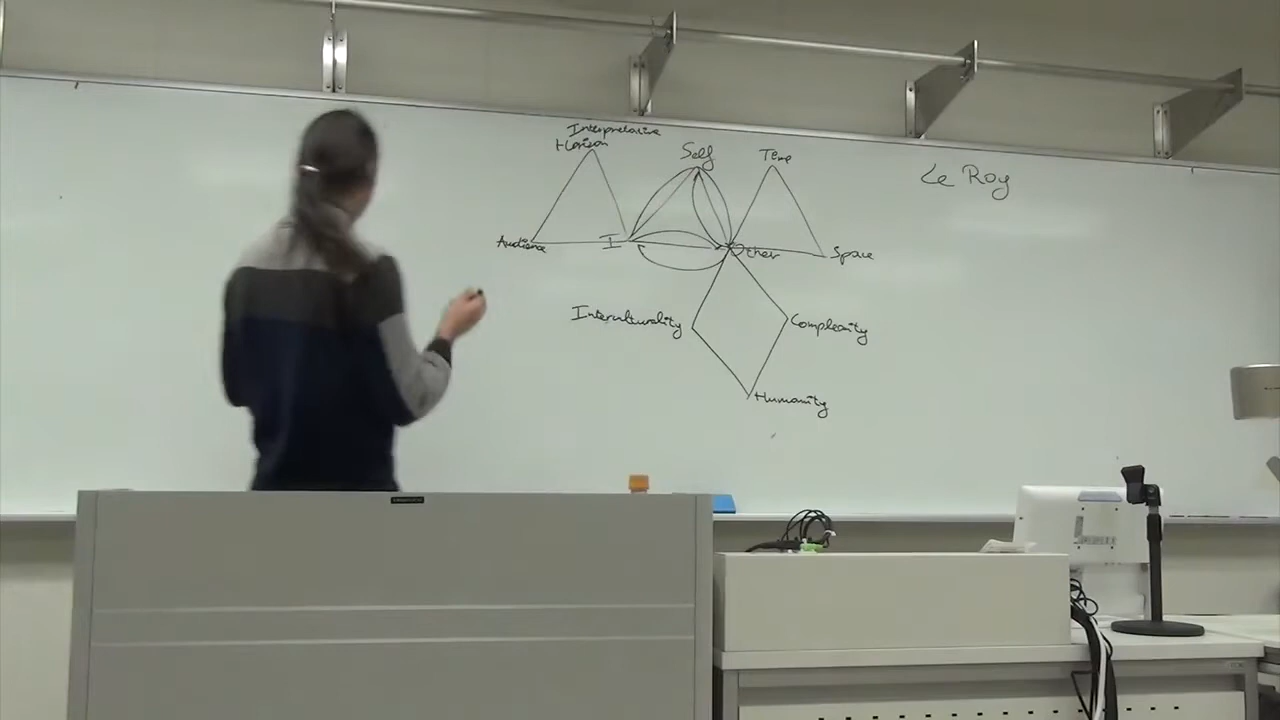 Interpretative
Horizon
Self
Time
Le Roy
Audience
I
Other
Space
Interculturality
Complexity
Humanity